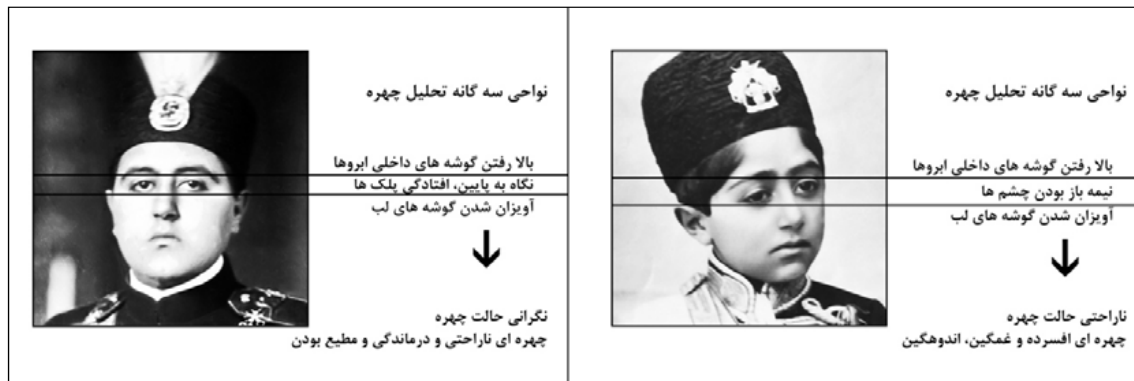 نواحی سه گانه تحلیل چهره
بالا رفتن گوشه های داخلی ابروها
نیمه باز بودن چشم ها
آویزان شدن گوشه های لب
ناراحتی حالت چهره
چهره ای افسرده و غمگین، اندوهگین
نواحی سه گانه تحلیل چهره
بالا رفتن گوشه های داخلی ابروها
نگاه به پایین، افتادگی پلک ها
آویزان شدن گوشه های لب
نگرانی حالت چهره
چهره ای ناراحتی و درماندگی و مطیع بودن